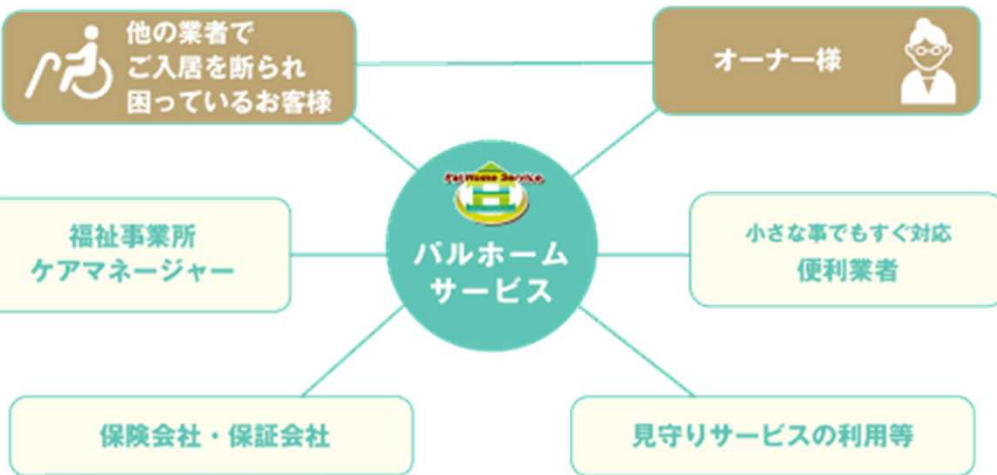 他の業者で
ご入居を断られ
困っているお客様
オーナー様
Pal Home Service
パルホーム
サービス
福祉事業所
ケアマネージャー
小さな事でもすぐ対応
便利業者
保険会社・保証会社
見守りサービスの利用等